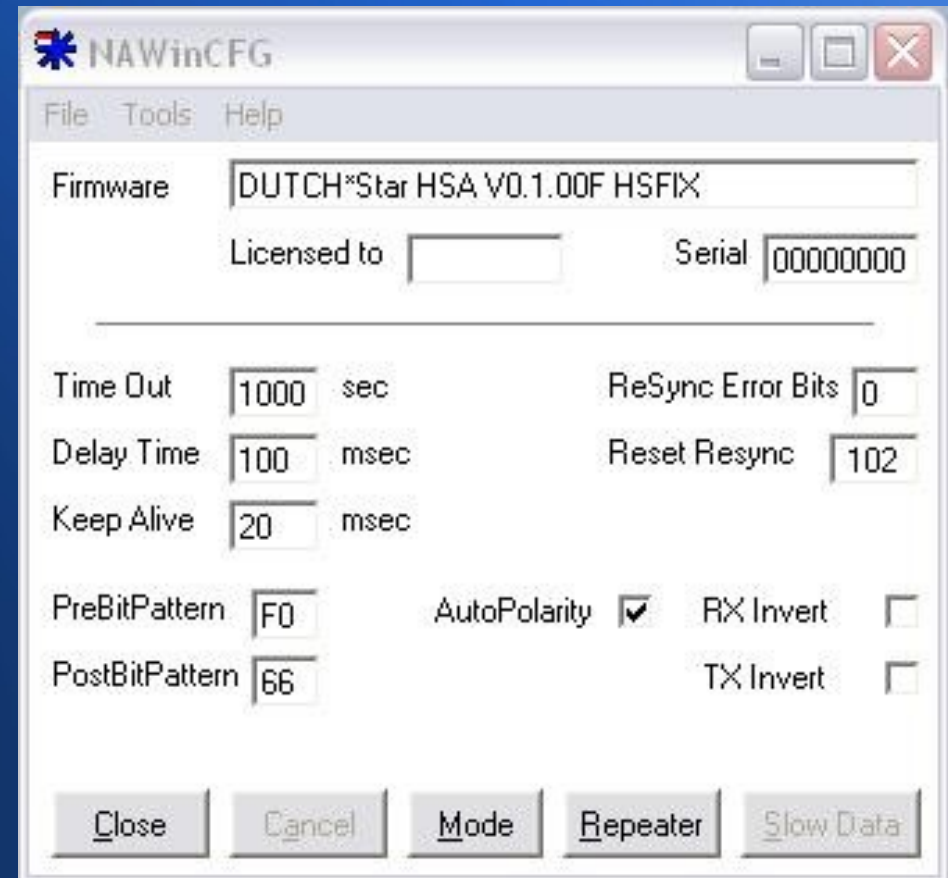 NAWinCFG
File Tools Help
Firmware DUTCH*Star HSA V0.1.00F HSFIX
Licensed to Serial 00000000
Time Out 1000 sec ReSync Error Bits 0
Delay Time 100 msec Reset Resync 102
Keep Alive 20 msec
PreBitPattern F0 AutoPolarity RX Invert
PostBitPattern 66 TX Invert
Close Cancel Mode Repeater Slow Data